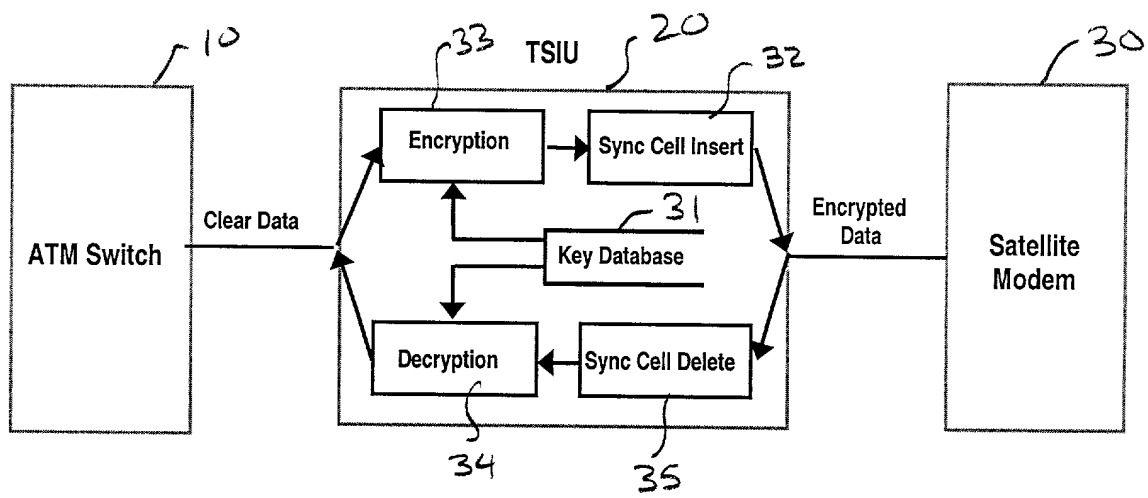 10
33
TSIU
20
32
30
Encryption
Sync Cell Insert
Clear Data
31
Encrypted
Data
ATM Switch
Key Database
Satellite
Modem
Decryption
Sync Cell Delete
34
35